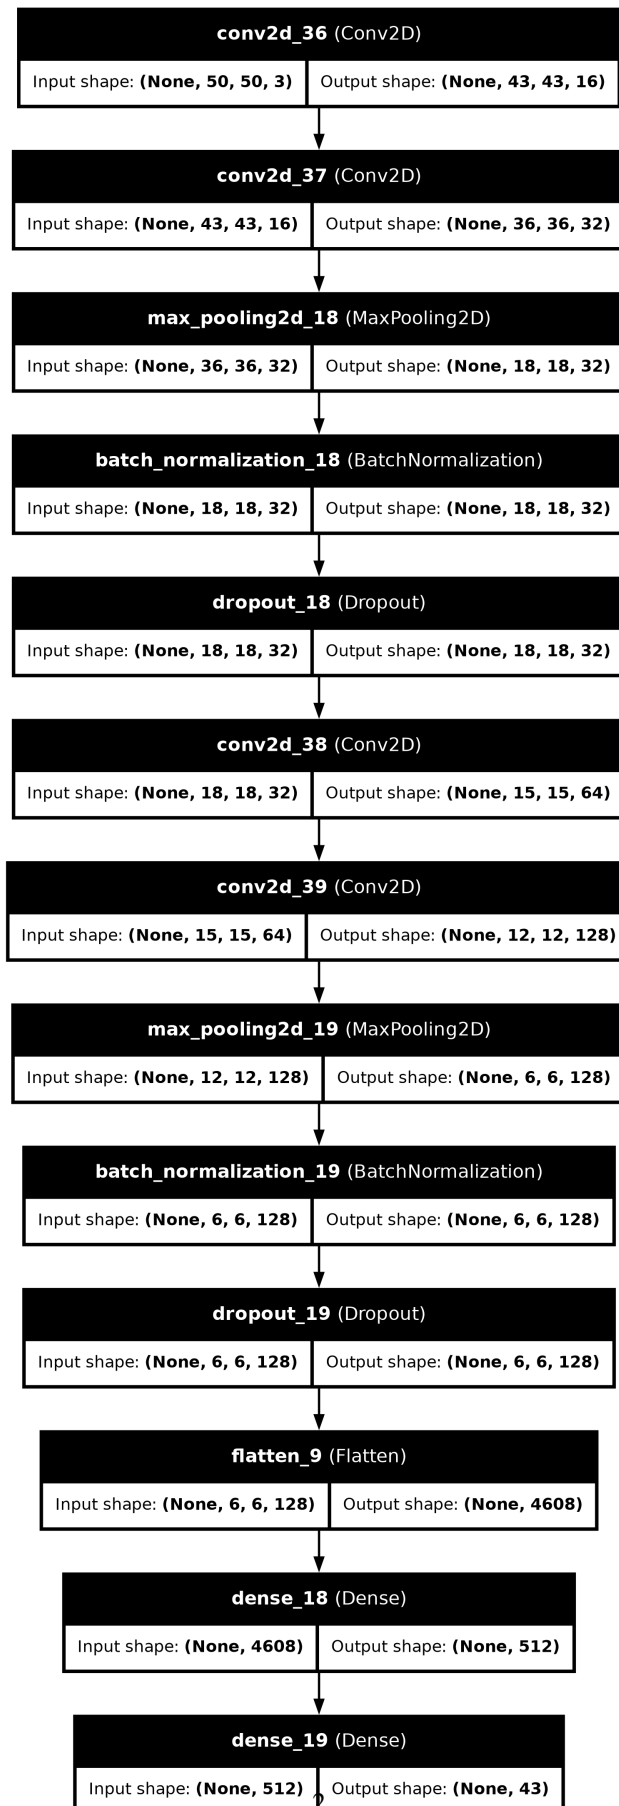 conv2d_36 (Conv2D)
Input shape: (None, 50, 50, 3) Output shape: (None, 43, 43, 16)
conv2d_37 (Conv2D)
Input shape: (None, 43, 43, 16) Output shape: (None, 36, 36, 32)
max_pooling2d_18 (MaxPooling2D)
Input shape: (None, 36, 36, 32) Output shape: (None, 18, 18, 32)
batch_normalization_18 (BatchNormalization)
Input shape: (None, 18, 18, 32) Output shape: (None, 18, 18, 32)
dropout_18 (Dropout)
Input shape: (None, 18, 18, 32) Output shape: (None, 18, 18, 32)
conv2d_38 (Conv2D)
Input shape: (None, 18, 18, 32) Output shape: (None, 15, 15, 64)
conv2d_39 (Conv2D)
Input shape: (None, 15, 15, 64) Output shape: (None, 12, 12, 128)
max_pooling2d_19 (MaxPooling2D)
Input shape: (None, 12, 12, 128) Output shape: (None, 6, 6, 128)
batch_normalization_19 (BatchNormalization)
Input shape: (None, 6, 6, 128) Output shape: (None, 6, 6, 128)
dropout_19 (Dropout)
Input shape: (None, 6, 6, 128) Output shape: (None, 6, 6, 128)
flatten_9 (Flatten)
Input shape: (None, 6, 6, 128) Output shape: (None, 4608)
dense_18 (Dense)
Input shape: (None, 4608) Output shape: (None, 512)
dense_19 (Dense)
Input shape: (None, 512) Output shape: (None, 43)